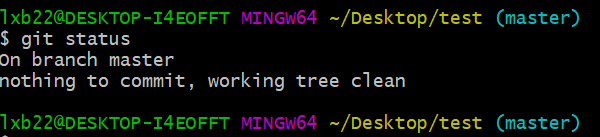 lxb22@DESKTOP-I4EOFFT MINGW64 ~/Desktop/test (master)
$ git status
On branch master
nothing to commit, working tree clean
lxb22@DESKTOP-I4EOFFT MINGW64 ~/Desktop/test (master)